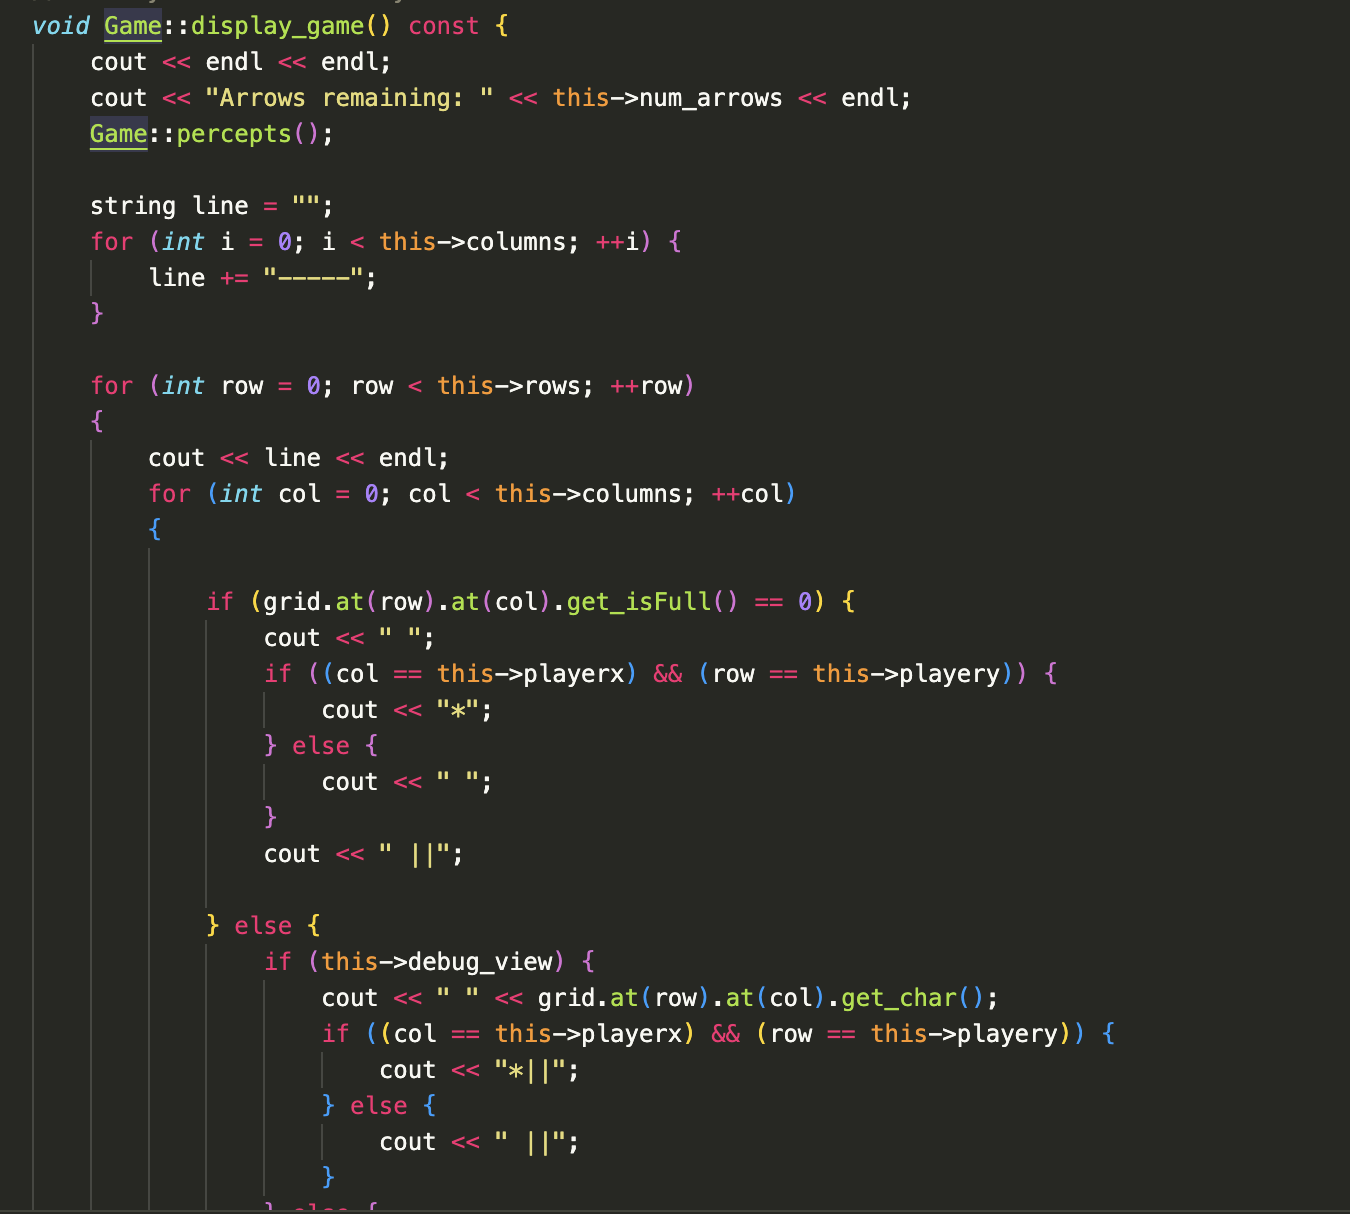 void Game::display_game() const {
    cout << endl << endl;
    cout << "Arrows remaining: " << this->num_arrows << endl;
    Game::percepts();

    string line = "";
    for (int i = 0; i < this->columns; ++i) {
        line += "-----";
    }

    for (int row = 0; row < this->rows; ++row)
    {
        cout << line << endl;
        for (int col = 0; col < this->columns; ++col)
        {

            if (grid.at(row).at(col).get_isFull() == 0) {
                cout << " ";
                if ((col == this->playerx) && (row == this->playery)) {
                    cout << "*";
                } else {
                    cout << " ";
                }
                cout << " ||";

            } else {
                if (this->debug_view) {
                    cout << " " << grid.at(row).at(col).get_char();
                    if ((col == this->playerx) && (row == this->playery)) {
                        cout << "*||";
                    } else {
                        cout << " ||";
                    }
                } else {